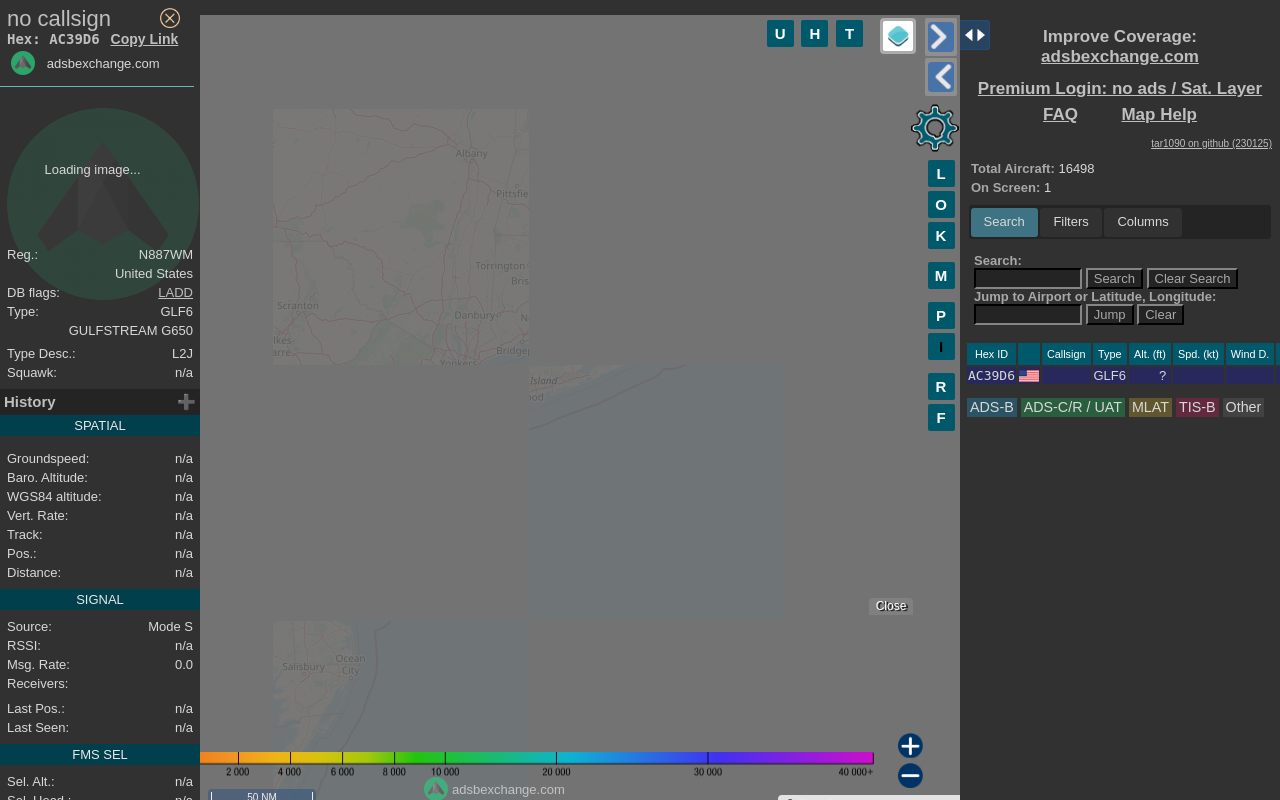 no callsign
Hex: AC39D6 Copy Link
adsbexchange.com
Loading image...
Reg.: N887WM
United States
DB flags: LADD
Type: GLF6
GULFSTREAM G650
Type Desc.: L2J
Squawk: n/a
History
SPATIAL
Groundspeed: n/a
Baro. Altitude: n/a
WGS84 altitude: n/a
Vert. Rate: n/a
Track: n/a
Pos.: n/a
Distance: n/a
SIGNAL
Source: Mode S
RSSI: n/a
Msg. Rate: 0.0
Receivers:
Last Pos.: n/a
Last Seen: n/a
FMS SEL
Sel. Alt.: n/a
Sel. Head.: n/a
U H T
L
O
K
M
P
I
R
F
Albany
Pittsfie
Torrington
Bris
Scranton
Danbury
N
lkes-
arre
Bridgep
Yonkers
Island
ood
Salisbury
Ocean
City
Close
2 000 4 000 6 000 8 000 10 000 20 000 30 000 40 000+
adsbexchange.com
50 NM
Improve Coverage:
adsbexchange.com
Premium Login: no ads / Sat. Layer
FAQ Map Help
tar1090 on github (230125)
Total Aircraft: 16498
On Screen: 1
Search Filters Columns
Search:
Search Clear Search
Jump to Airport or Latitude, Longitude:
Jump Clear
Hex ID Callsign Type Alt. (ft) Spd. (kt) Wind D.
AC39D6 GLF6 ?
ADS-B ADS-C/R / UAT MLAT TIS-B Other